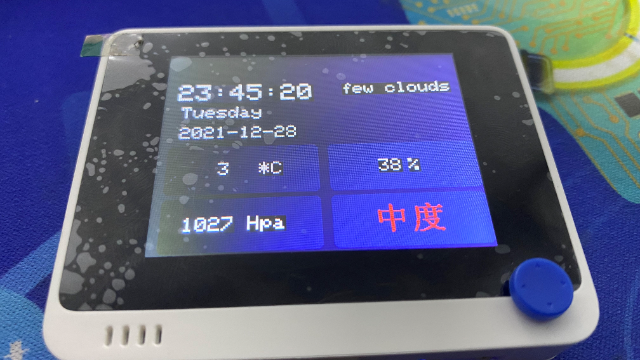 23:45:20
few clouds
Tuesday
2021-12-28
3 *C
38%
1027 Hpa
中度